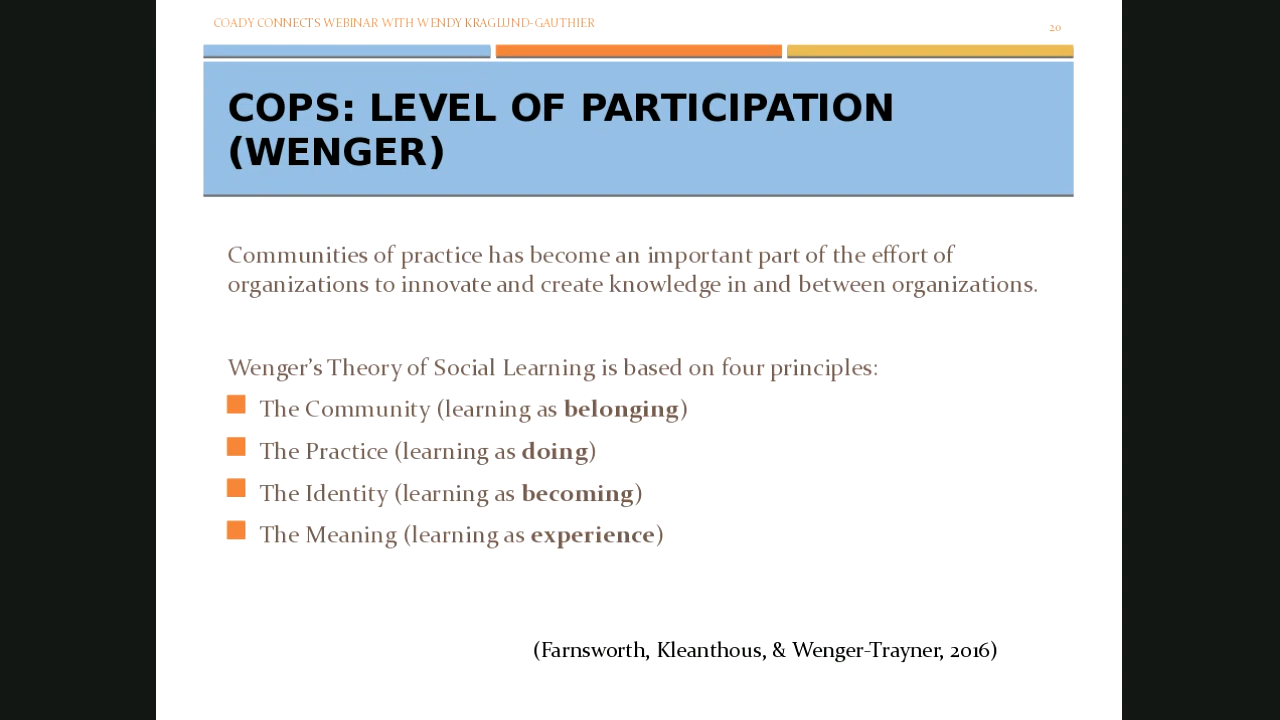 COADY CONNECTS WEBINAR WITH WENDY KRAGLUND-GAUTHIER
20
COPS: LEVEL OF PARTICIPATION
(WENGER)
Communities of practice has become an important part of the effort of
organizations to innovate and create knowledge in and between organizations.
Wenger’s Theory of Social Learning is based on four principles:
The Community (learning as belonging)
The Practice (learning as doing)
The Identity (learning as becoming)
The Meaning (learning as experience)
(Farnsworth, Kleanthous, & Wenger-Trayner, 2016)